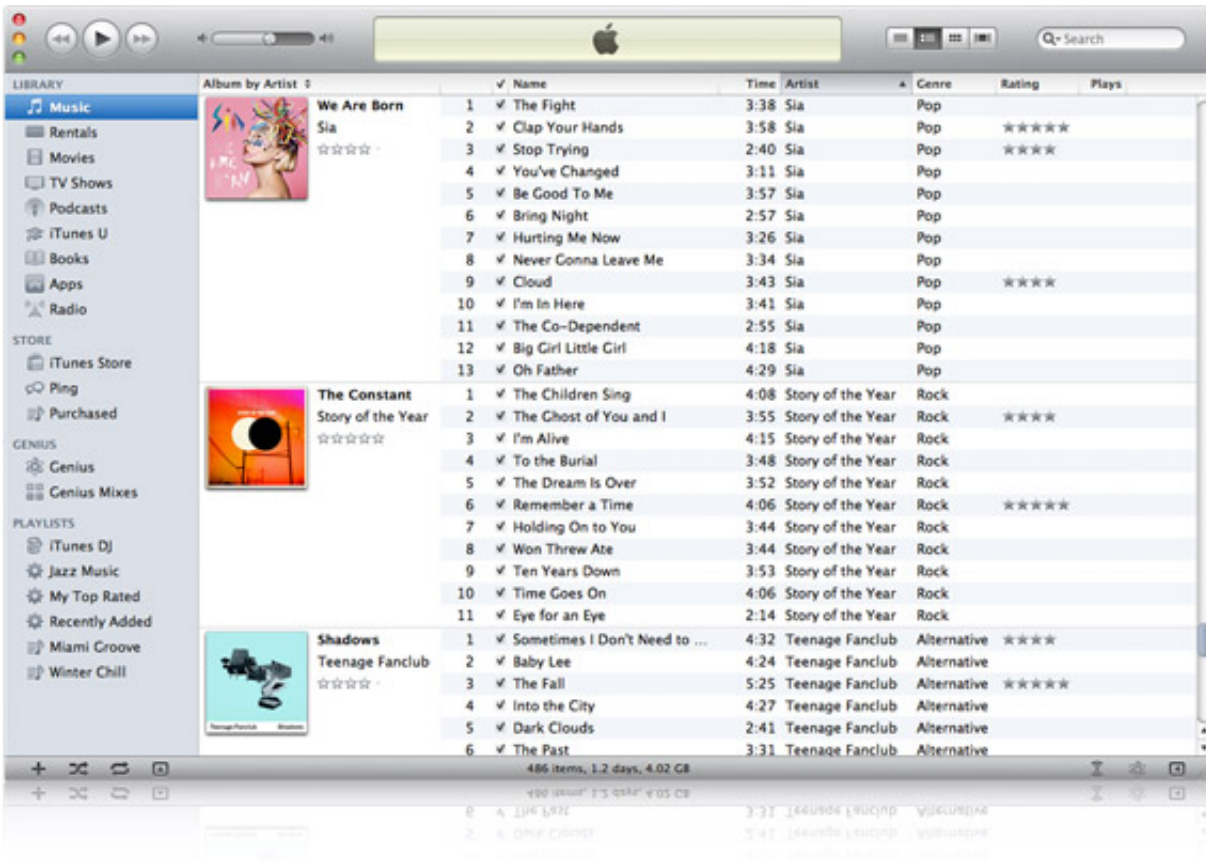 Search
LIBRARY
Music
Rentals
Movies
TV Shows
Podcasts
iTunes U
Books
Apps
Radio
STORE
iTunes Store
Ping
Purchased
GENIUS
Genius
Genius Mixes
PLAYLISTS
iTunes DJ
Jazz Music
My Top Rated
Recently Added
Miami Groove
Winter Chill
Album by Artist Name Time Artist Genre Rating Plays
We Are Born
Sia
1 The Fight 3:38 Sia Pop
2 Clap Your Hands 3:58 Sia Pop
3 Stop Trying 2:40 Sia Pop
4 You've Changed 3:11 Sia Pop
5 Be Good To Me 3:57 Sia Pop
6 Bring Night 2:57 Sia Pop
7 Hurting Me Now 3:26 Sia Pop
8 Never Gonna Leave Me 3:34 Sia Pop
9 Cloud 3:43 Sia Pop
10 I'm In Here 3:41 Sia Pop
11 The Co-Dependent 2:55 Sia Pop
12 Big Girl Little Girl 4:18 Sia Pop
13 Oh Father 4:29 Sia Pop
The Constant
Story of the Year
1 The Children Sing 4:08 Story of the Year Rock
2 The Ghost of You and I 3:55 Story of the Year Rock
3 I'm Alive 4:15 Story of the Year Rock
4 To the Burial 3:48 Story of the Year Rock
5 The Dream Is Over 3:52 Story of the Year Rock
6 Remember a Time 4:06 Story of the Year Rock
7 Holding On to You 3:44 Story of the Year Rock
8 Won Threw Ate 3:44 Story of the Year Rock
9 Ten Years Down 3:53 Story of the Year Rock
10 Time Goes On 4:06 Story of the Year Rock
11 Eye for an Eye 2:14 Story of the Year Rock
Shadows
Teenage Fanclub
1 Sometimes I Don't Need to ... 4:32 Teenage Fanclub Alternative
2 Baby Lee 4:24 Teenage Fanclub Alternative
3 The Fall 5:25 Teenage Fanclub Alternative
4 Into the City 4:27 Teenage Fanclub Alternative
5 Dark Clouds 2:41 Teenage Fanclub Alternative
6 The Past 3:31 Teenage Fanclub Alternative
486 items, 1.2 days, 4.02 GB